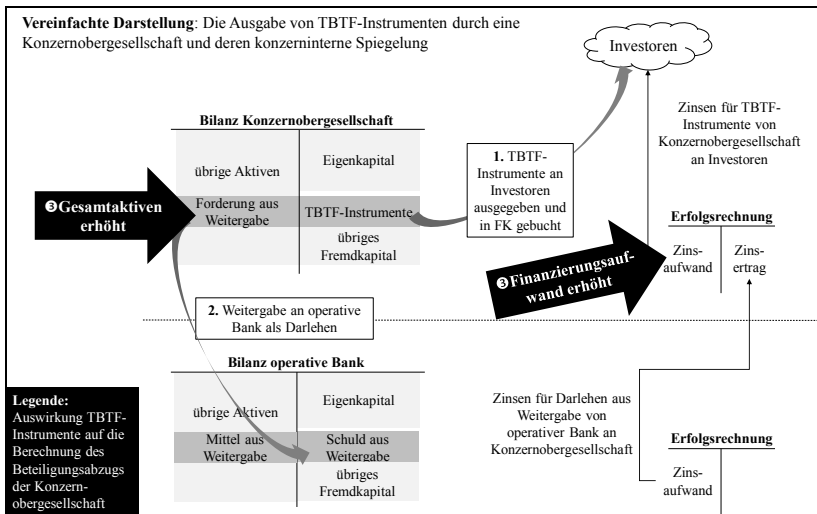 Vereinfachte Darstellung: Die Ausgabe von TBTF-Instrumenten durch eine
Konzernobergesellschaft und deren konzerninterne Spiegelung
Investoren
Bilanz Konzernobergesellschaft
übrige Aktiven
Eigenkapital
Forderung aus
Weitergabe
TBTF-Instrumente
übriges
Fremdkapital
❸Gesamtaktiven
erhöht
1. TBTF-
Instrumente an
Investoren
ausgegeben und
in FK gebucht
Zinsen für TBTF-
Instrumente von
Konzernobergesellschaft
an Investoren
❸Finanzierungsauf-
wand erhöht
Erfolgsrechnung
Zins-
aufwand
Zins-
ertrag
2. Weitergabe an operative
Bank als Darlehen
Bilanz operative Bank
übrige Aktiven
Eigenkapital
Mittel aus
Weitergabe
Schuld aus
Weitergabe
übriges
Fremdkapital
Legende:
Auswirkung TBTF-
Instrumente auf die
Berechnung des
Beteiligungsabzugs
der Konzern-
obergesellschaft
Zinsen für Darlehen aus
Weitergabe von
operativer Bank an
Konzernobergesellschaft
Erfolgsrechnung
Zins-
aufwand